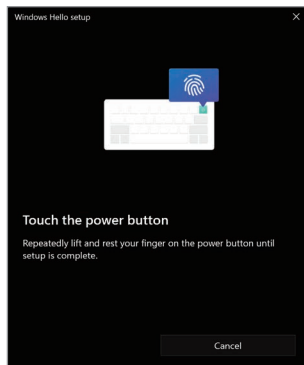 Windows Hello setup
Touch the power button
Repeatedly lift and rest your finger on the power button until
setup is complete.
Cancel